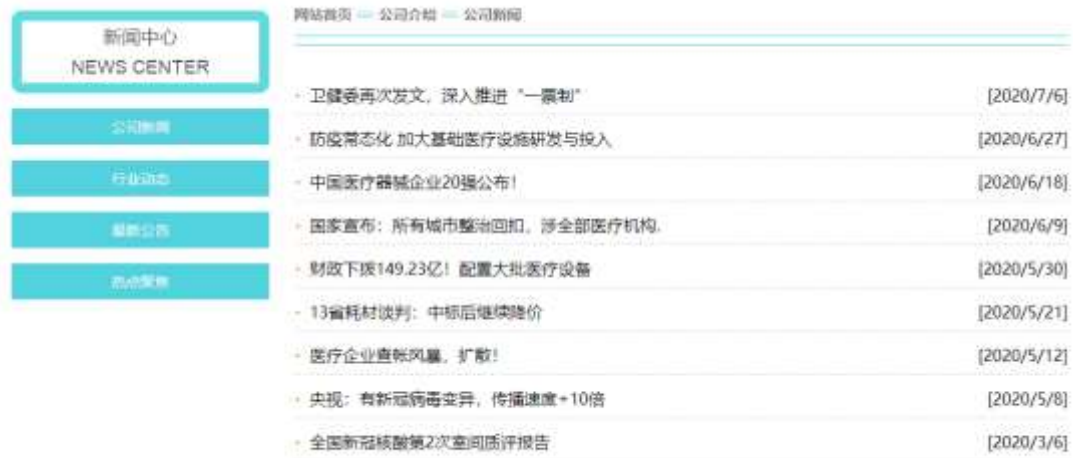 新闻中心
NEWS CENTER
公司新闻
行业动态
最新公告
热点聚焦
网站首页 — 公司介绍 — 公司新闻
· 卫健委再次发文,深入推进“一票制” [2020/7/6]
· 防疫常态化 加大基础医疗设施研发与投入 [2020/6/27]
· 中国医疗器械企业20强公布! [2020/6/18]
· 国家宣布:所有城市整治回扣,涉全部医疗机构. [2020/6/9]
· 财政下拨149.23亿!配置大批医疗设备 [2020/5/30]
· 13省耗材谈判:中标后继续降价 [2020/5/21]
· 医疗企业查帐风暴,扩散! [2020/5/12]
· 央视:有新冠病毒变异,传播速度+10倍 [2020/5/8]
· 全国新冠核酸第2次室间质评报告 [2020/3/6]